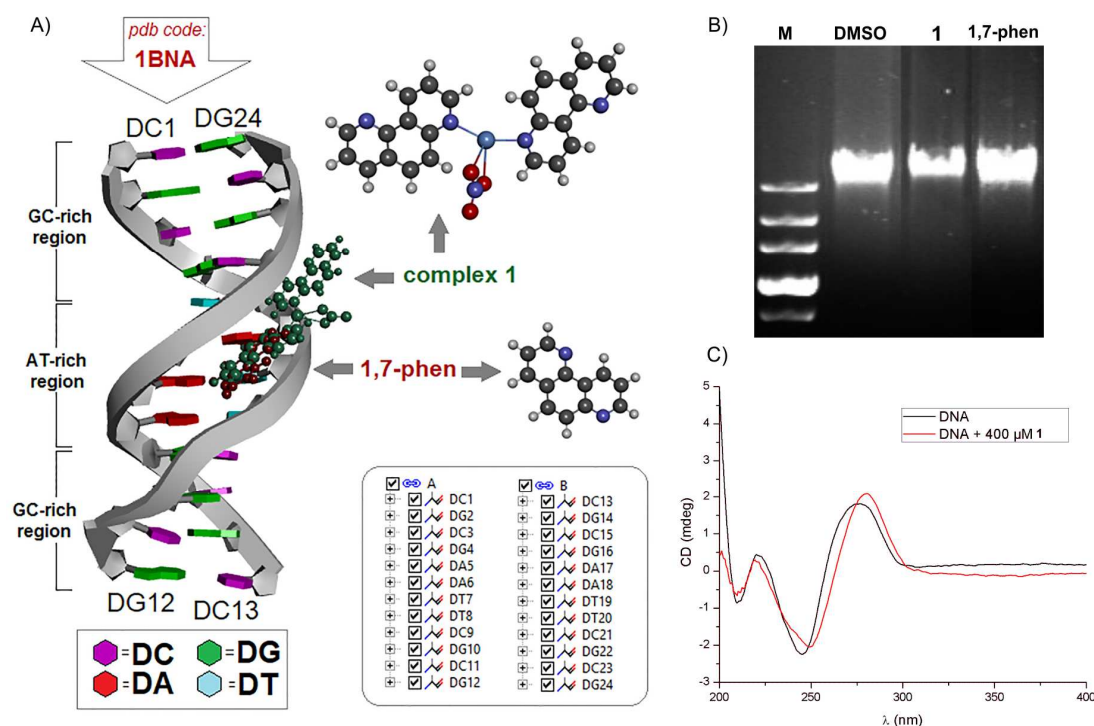 A)
pdb code:
1BNA
DC1
DG24
GC-rich
region
AT-rich
region
GC-rich
region
DG12
DC13
complex 1
1,7-phen
=DC
=DG
=DA
=DT
A
DC1
DG2
DC3
DG4
DA5
DA6
DT7
DT8
DC9
DG10
DC11
DG12
B
DC13
DG14
DC15
DG16
DA17
DA18
DT19
DT20
DC21
DG22
DC23
DG24
B)
M DMSO 1 1,7-phen
C)
DNA
DNA + 400 μM 1
CD (mdeg)
5
4
3
2
1
0
-1
-2
-3
200 250 300 350 400
λ (nm)